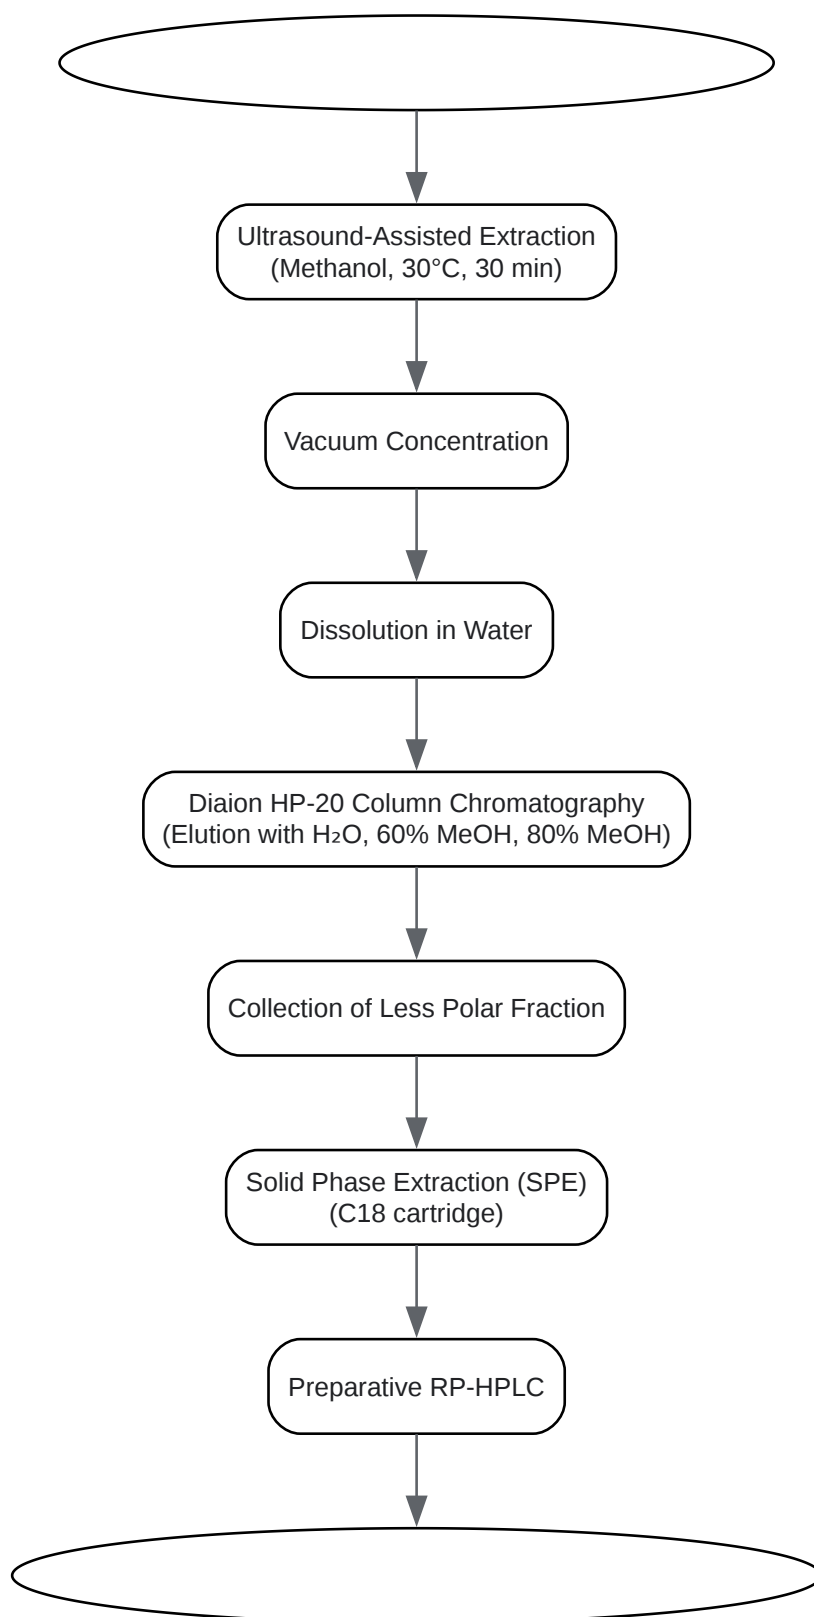 Ultrasound-Assisted Extraction
(Methanol, 30°C, 30 min)
Vacuum Concentration
Dissolution in Water
Diaion HP-20 Column Chromatography
(Elution with H₂O, 60% MeOH, 80% MeOH)
Collection of Less Polar Fraction
Solid Phase Extraction (SPE)
(C18 cartridge)
Preparative RP-HPLC